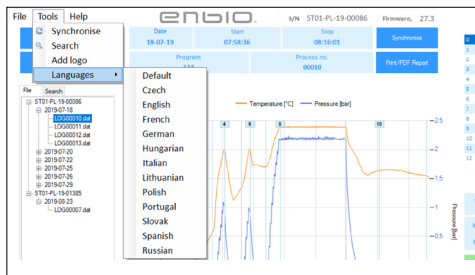 File Tools Help
enbio
S/N ST01-PL-19-00086 Firmware, 27.3
Synchronise
Search
Add logo
Languages
Default
Czech
English
French
German
Hungarian
Italian
Lithuanian
Polish
Portugal
Slovak
Spanish
Russian
Date
18-07-19
Start
07:58:36
Stop
08:16:01
Synchronise
Program
Process no.
00010
Print/PDF Report
File Search
ST01-PL-19-00086
2019-07-18
LOG00010.dat
LOG00011.dat
LOG00012.dat
LOG00013.dat
2019-07-20
2019-07-22
2019-07-25
2019-07-26
2019-07-29
ST01-PL-19-01385
2019-08-23
LOG00007.dat
Temperature [°C] Pressure [bar]
4 6 8 10
2.5
2
1.5
1
0.5
Pressure [bar]
0
1
2
3
4
5
6
7
8
9
10
11
12